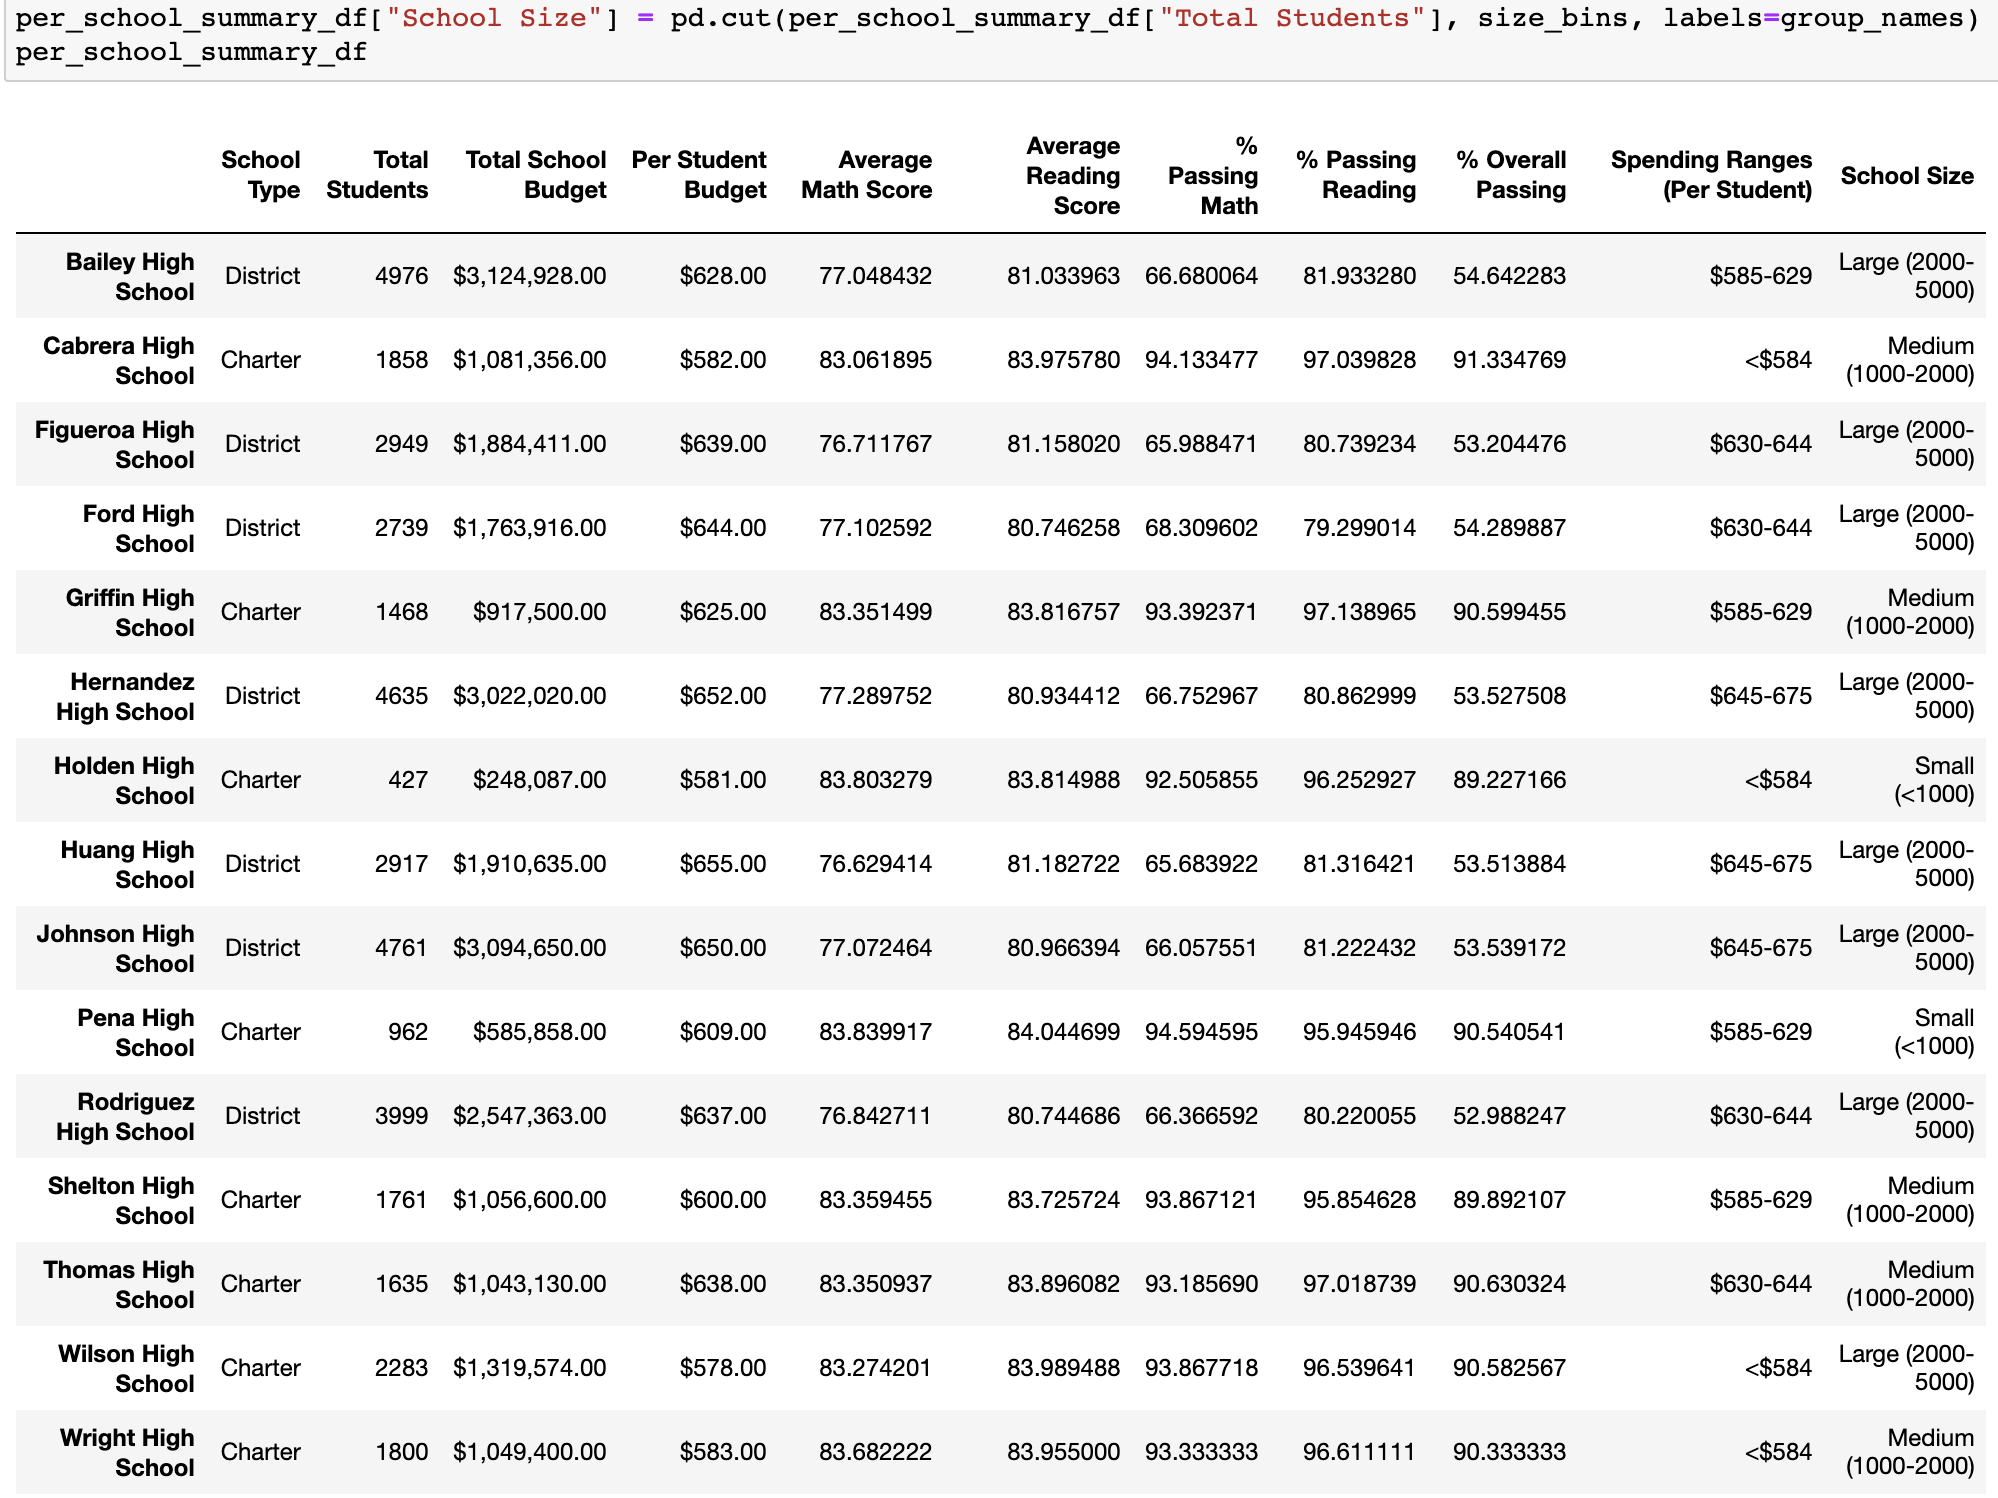 per_school_summary_df["School Size"] = pd.cut(per_school_summary_df["Total Students"], size_bins, labels=group_names)
per_school_summary_df
School Type Total Students Total School Budget Per Student Budget Average Math Score Average Reading Score % Passing Math % Passing Reading % Overall Passing Spending Ranges (Per Student) School Size
Bailey High School District 4976 $3,124,928.00 $628.00 77.048432 81.033963 66.680064 81.933280 54.642283 $585-629 Large (2000-5000)
Cabrera High School Charter 1858 $1,081,356.00 $582.00 83.061895 83.975780 94.133477 97.039828 91.334769 <$584 Medium (1000-2000)
Figueroa High School District 2949 $1,884,411.00 $639.00 76.711767 81.158020 65.988471 80.739234 53.204476 $630-644 Large (2000-5000)
Ford High School District 2739 $1,763,916.00 $644.00 77.102592 80.746258 68.309602 79.299014 54.289887 $630-644 Large (2000-5000)
Griffin High School Charter 1468 $917,500.00 $625.00 83.351499 83.816757 93.392371 97.138965 90.599455 $585-629 Medium (1000-2000)
Hernandez High School District 4635 $3,022,020.00 $652.00 77.289752 80.934412 66.752967 80.862999 53.527508 $645-675 Large (2000-5000)
Holden High School Charter 427 $248,087.00 $581.00 83.803279 83.814988 92.505855 96.252927 89.227166 <$584 Small (<1000)
Huang High School District 2917 $1,910,635.00 $655.00 76.629414 81.182722 65.683922 81.316421 53.513884 $645-675 Large (2000-5000)
Johnson High School District 4761 $3,094,650.00 $650.00 77.072464 80.966394 66.057551 81.222432 53.539172 $645-675 Large (2000-5000)
Pena High School Charter 962 $585,858.00 $609.00 83.839917 84.044699 94.594595 95.945946 90.540541 $585-629 Small (<1000)
Rodriguez High School District 3999 $2,547,363.00 $637.00 76.842711 80.744686 66.366592 80.220055 52.988247 $630-644 Large (2000-5000)
Shelton High School Charter 1761 $1,056,600.00 $600.00 83.359455 83.725724 93.867121 95.854628 89.892107 $585-629 Medium (1000-2000)
Thomas High School Charter 1635 $1,043,130.00 $638.00 83.350937 83.896082 93.185690 97.018739 90.630324 $630-644 Medium (1000-2000)
Wilson High School Charter 2283 $1,319,574.00 $578.00 83.274201 83.989488 93.867718 96.539641 90.582567 <$584 Large (2000-5000)
Wright High School Charter 1800 $1,049,400.00 $583.00 83.682222 83.955000 93.333333 96.611111 90.333333 <$584 Medium (1000-2000)